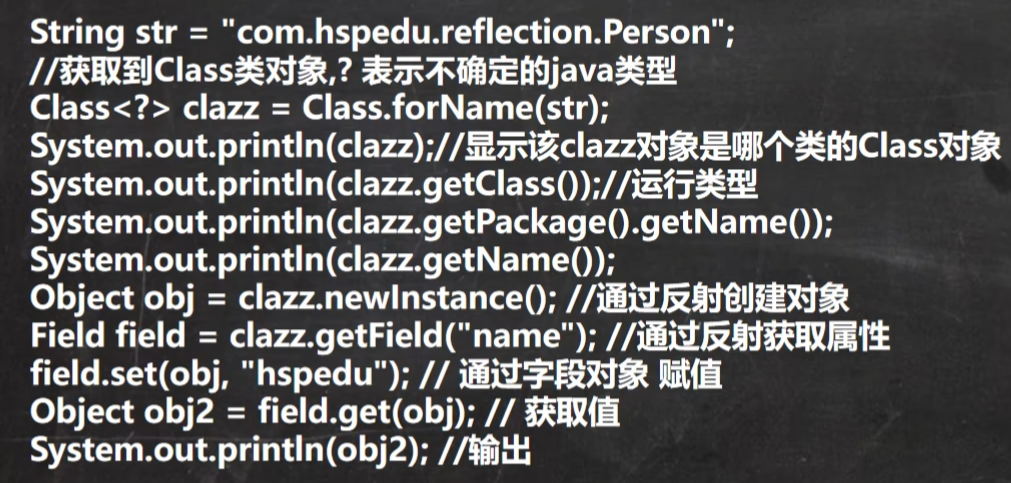 String str = "com.hspedu.reflection.Person";
//获取到Class类对象,? 表示不确定的java类型
Class<?> clazz = Class.forName(str);
System.out.println(clazz);//显示该clazz对象是哪个类的Class对象
System.out.println(clazz.getClass());//运行类型
System.out.println(clazz.getPackage().getName());
System.out.println(clazz.getName());
Object obj = clazz.newInstance(); //通过反射创建对象
Field field = clazz.getField("name"); //通过反射获取属性
field.set(obj, "hspedu"); // 通过字段对象 赋值
Object obj2 = field.get(obj); // 获取值
System.out.println(obj2); //输出